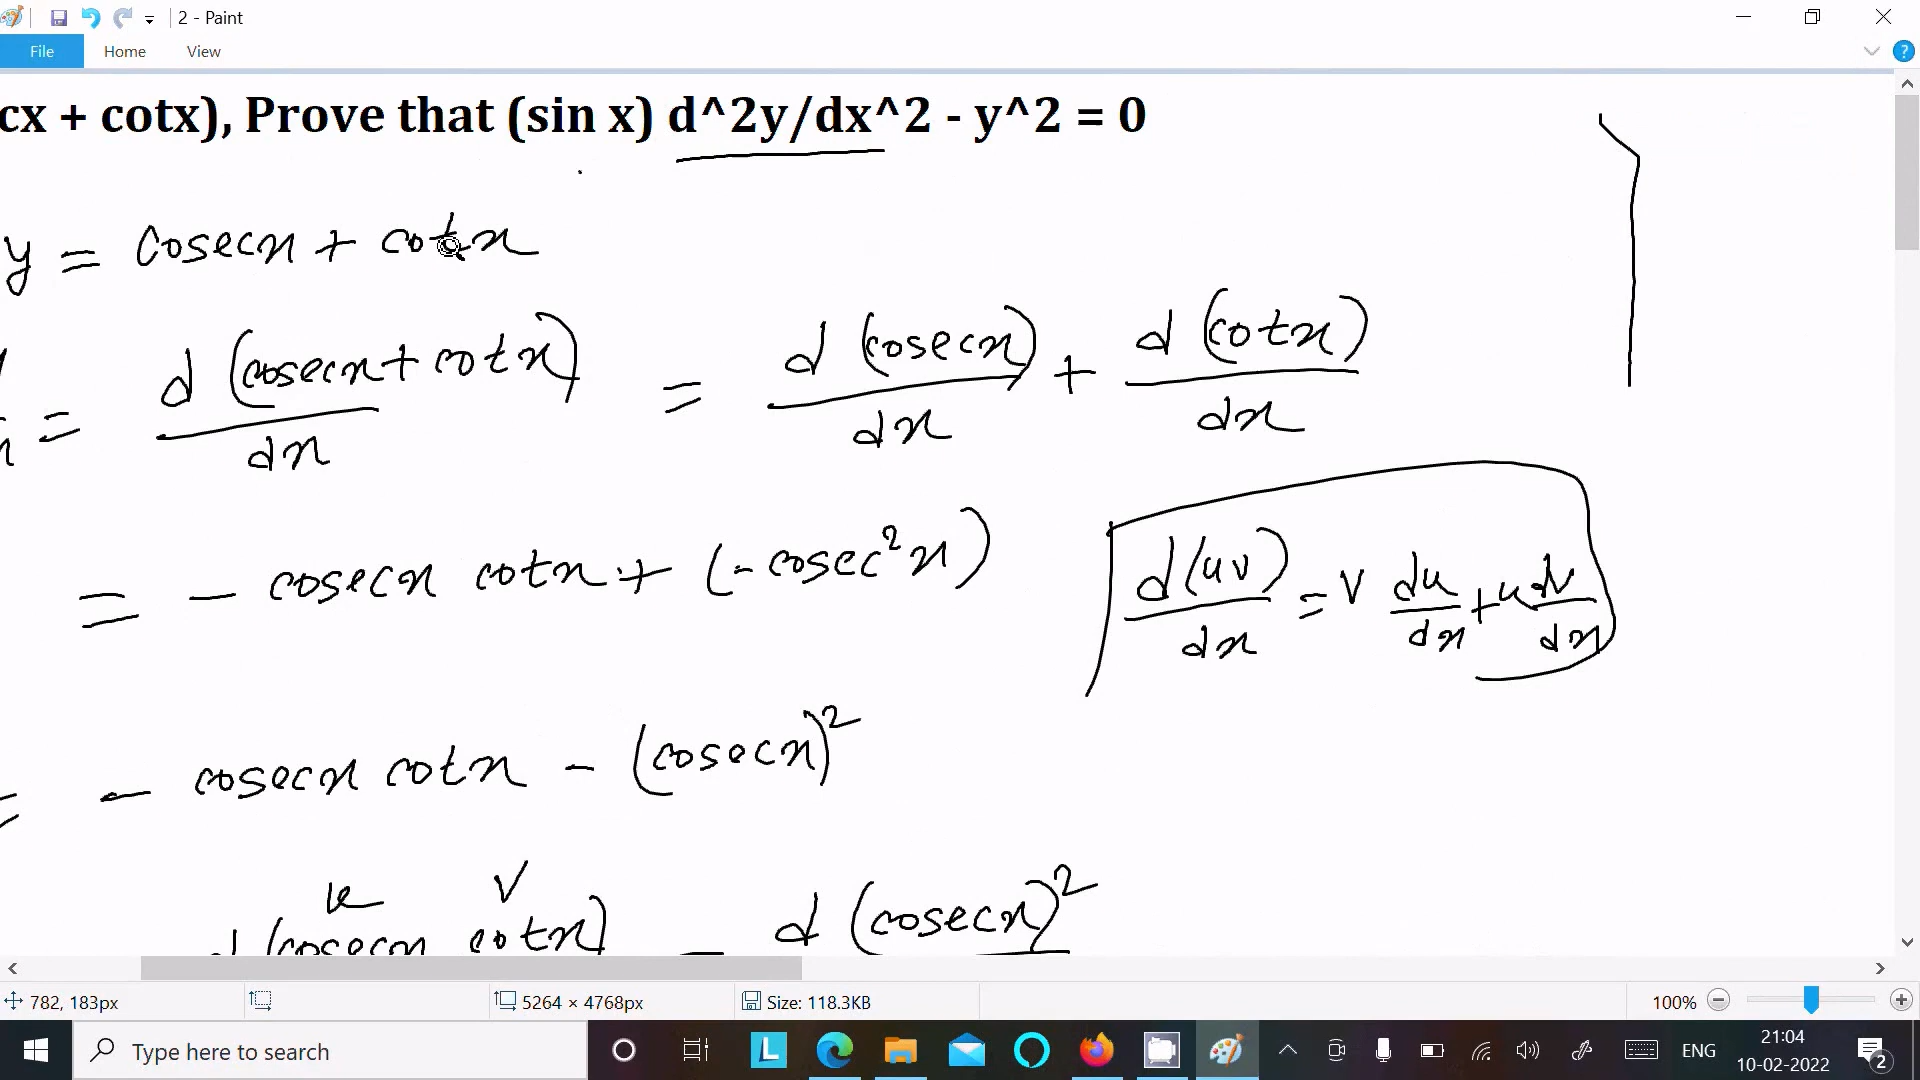 2 - Paint
File Home View
cx + cotx), Prove that (sin x) d^2y/dx^2 - y^2 = 0
y = cosecx + cotx
= d (cosecx + cotx) / dx = d (cosecx) / dx + d (cotx) / dx
= - cosecx cotx + (- cosec²x)
d(uv) / dx = v du/dx + u dv/dx
= - cosecx cotx - (cosecx)²
u v
d (cosecx cotx) - d (cosecx)²
782, 183px 5264 × 4768px Size: 118.3KB 100%
Type here to search ENG 21:04
10-02-2022 2